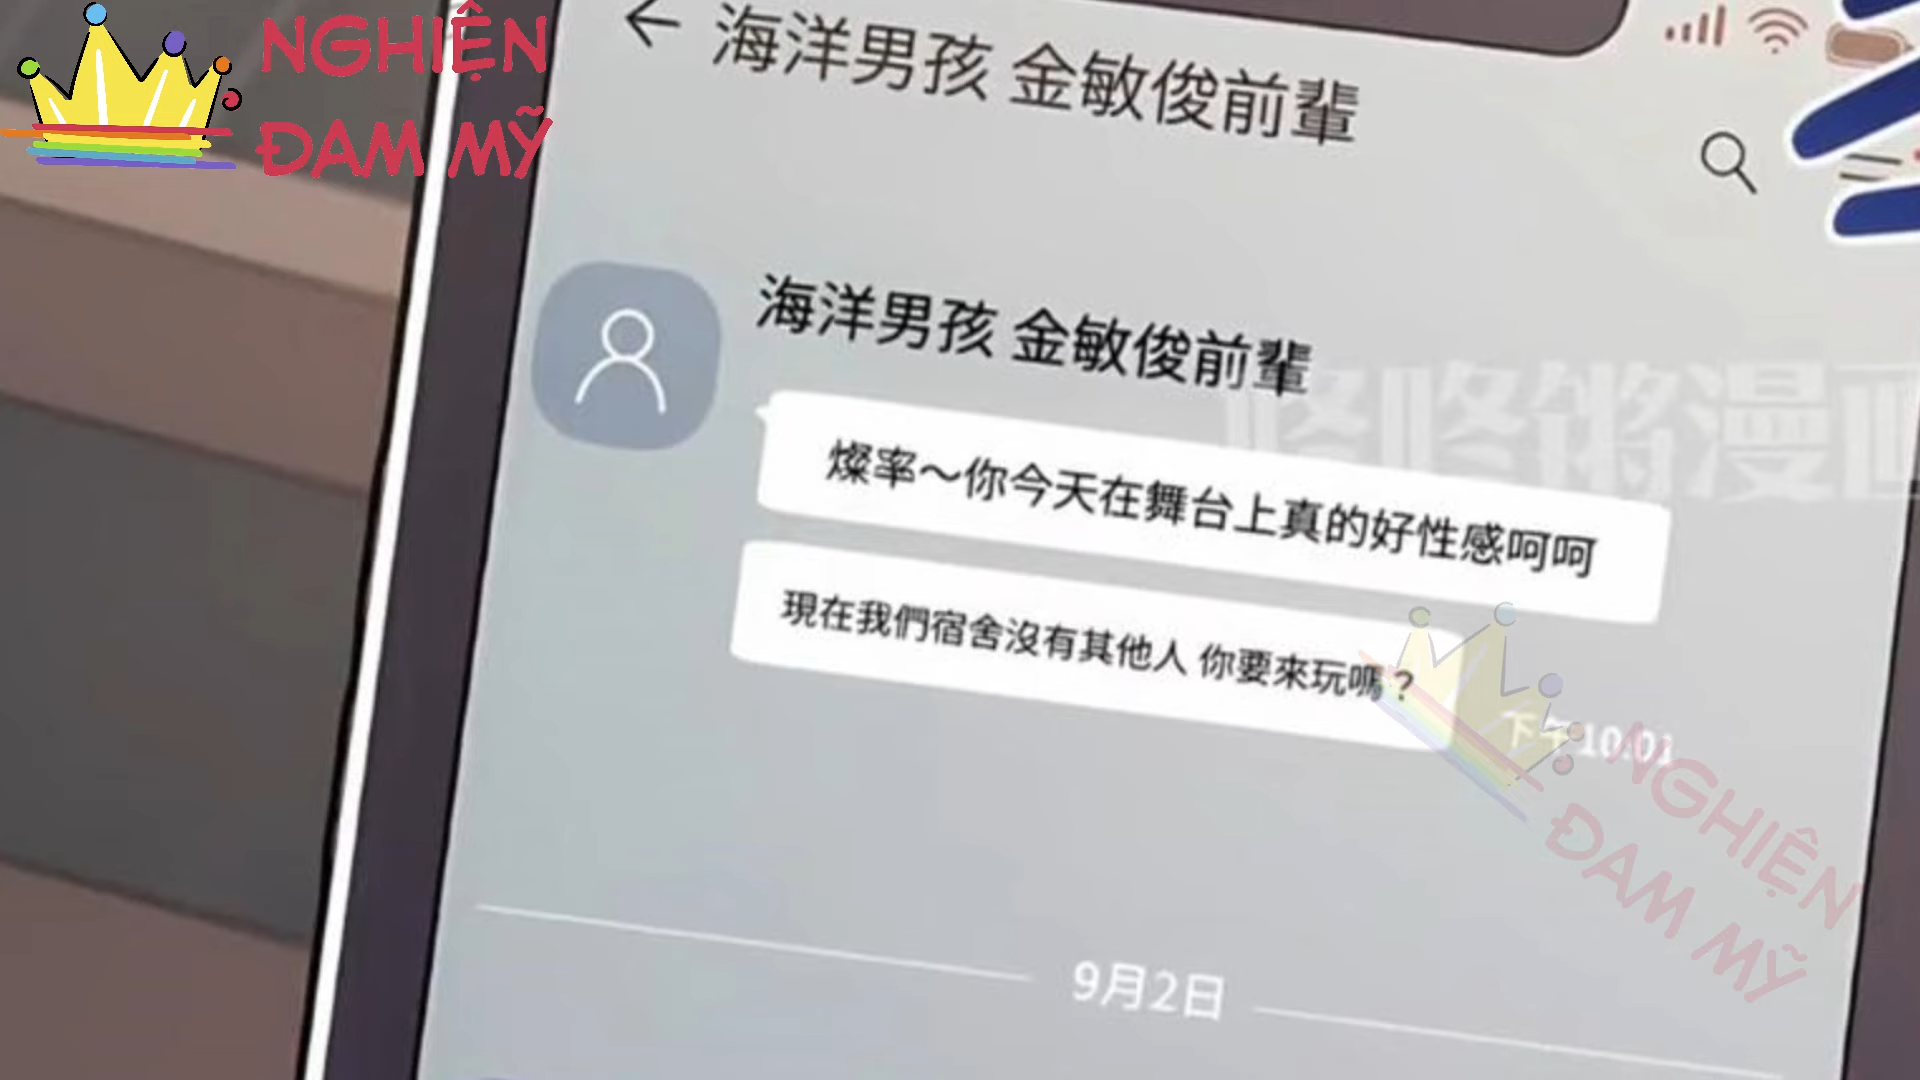 NGHIỆN
ĐAM MỸ
海洋男孩 金敏俊前輩
海洋男孩 金敏俊前輩
燦率～你今天在舞台上真的好性感呵呵
現在我們宿舍沒有其他人 你要來玩嗎？
下午10:01
NGHIỆN
ĐAM MỸ
9月2日